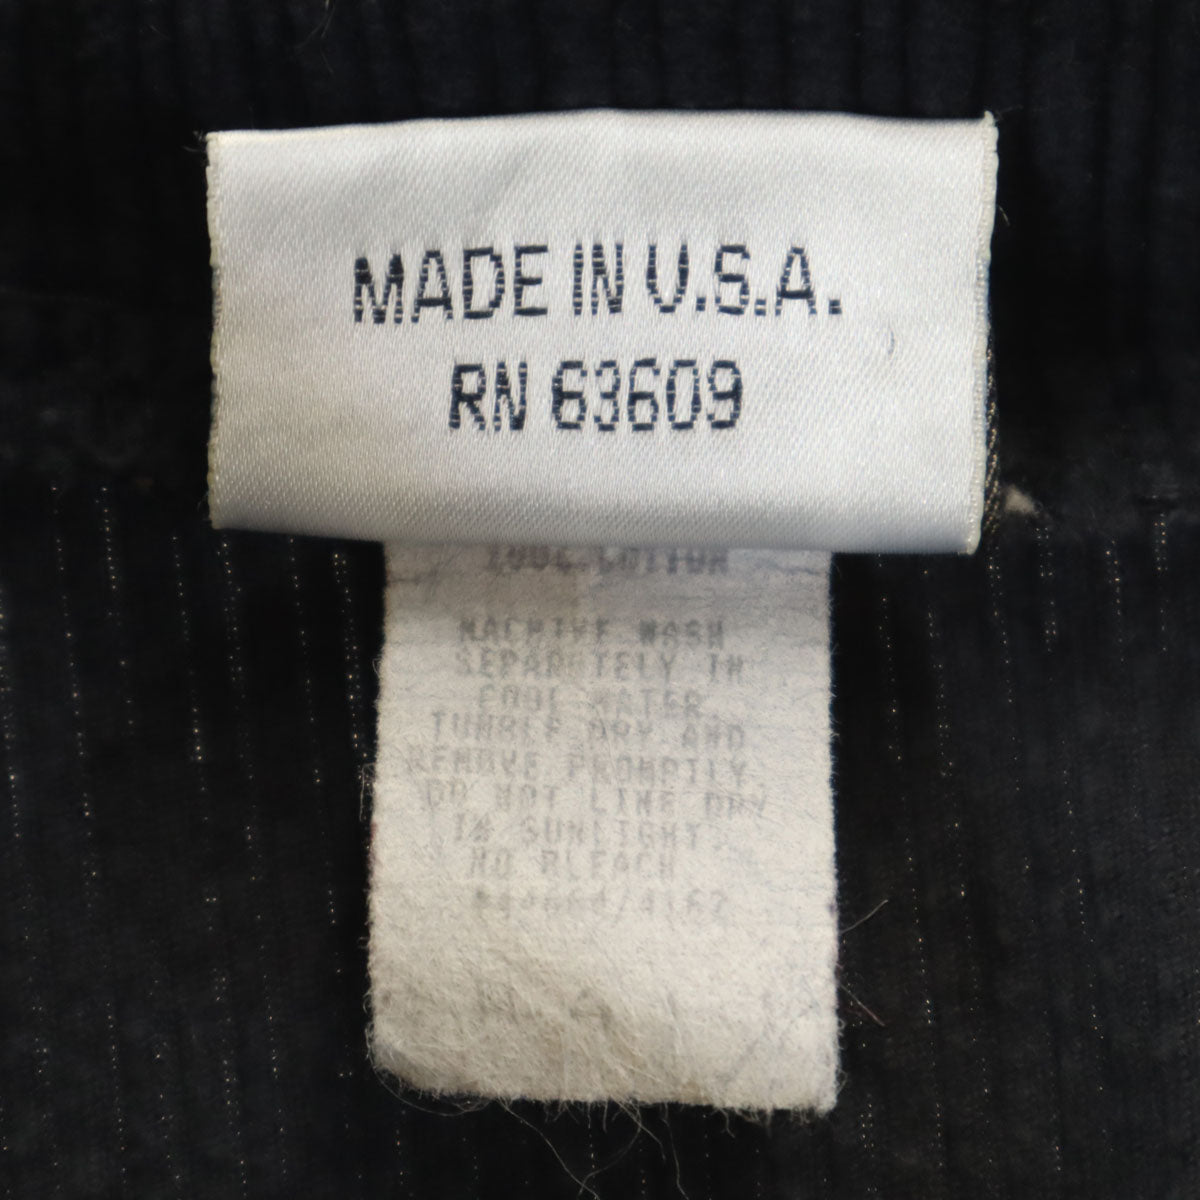 MADE IN U.S.A.
RN 63609
100% COTTON
MACHINE WASH
SEPARATELY IN
COOL WATER
TUMBLE DRY AND
REMOVE PROMPTLY
DO NOT LINE DRY
IN SUNLIGHT
NO BLEACH